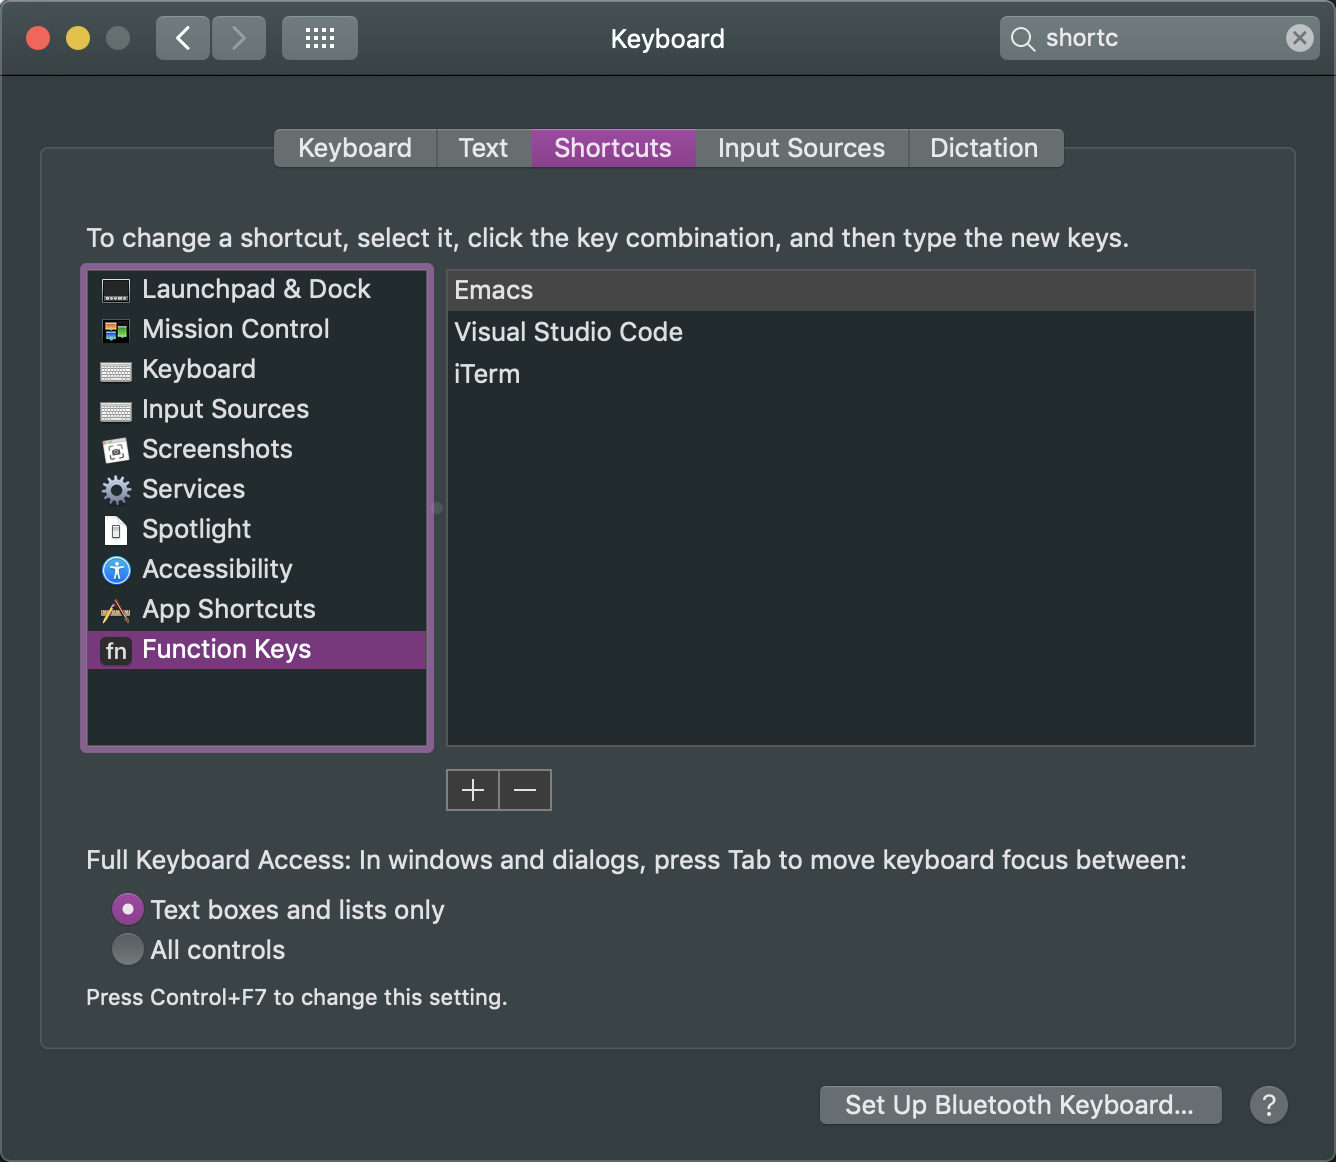 Keyboard
shortc
Keyboard Text Shortcuts Input Sources Dictation
To change a shortcut, select it, click the key combination, and then type the new keys.
Launchpad & Dock
Mission Control
Keyboard
Input Sources
Screenshots
Services
Spotlight
Accessibility
App Shortcuts
fn Function Keys
Emacs
Visual Studio Code
iTerm
Full Keyboard Access: In windows and dialogs, press Tab to move keyboard focus between:
Text boxes and lists only
All controls
Press Control+F7 to change this setting.
Set Up Bluetooth Keyboard... ?